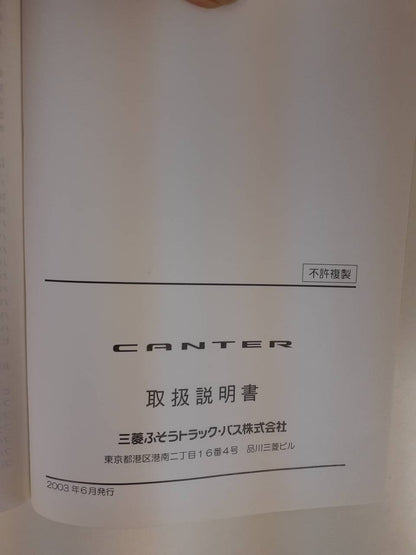 不許複製
CANTER
取扱説明書
三菱ふそうトラック・バス株式会社
東京都港区港南二丁目16番4号 品川三菱ビル
2003年6月発行